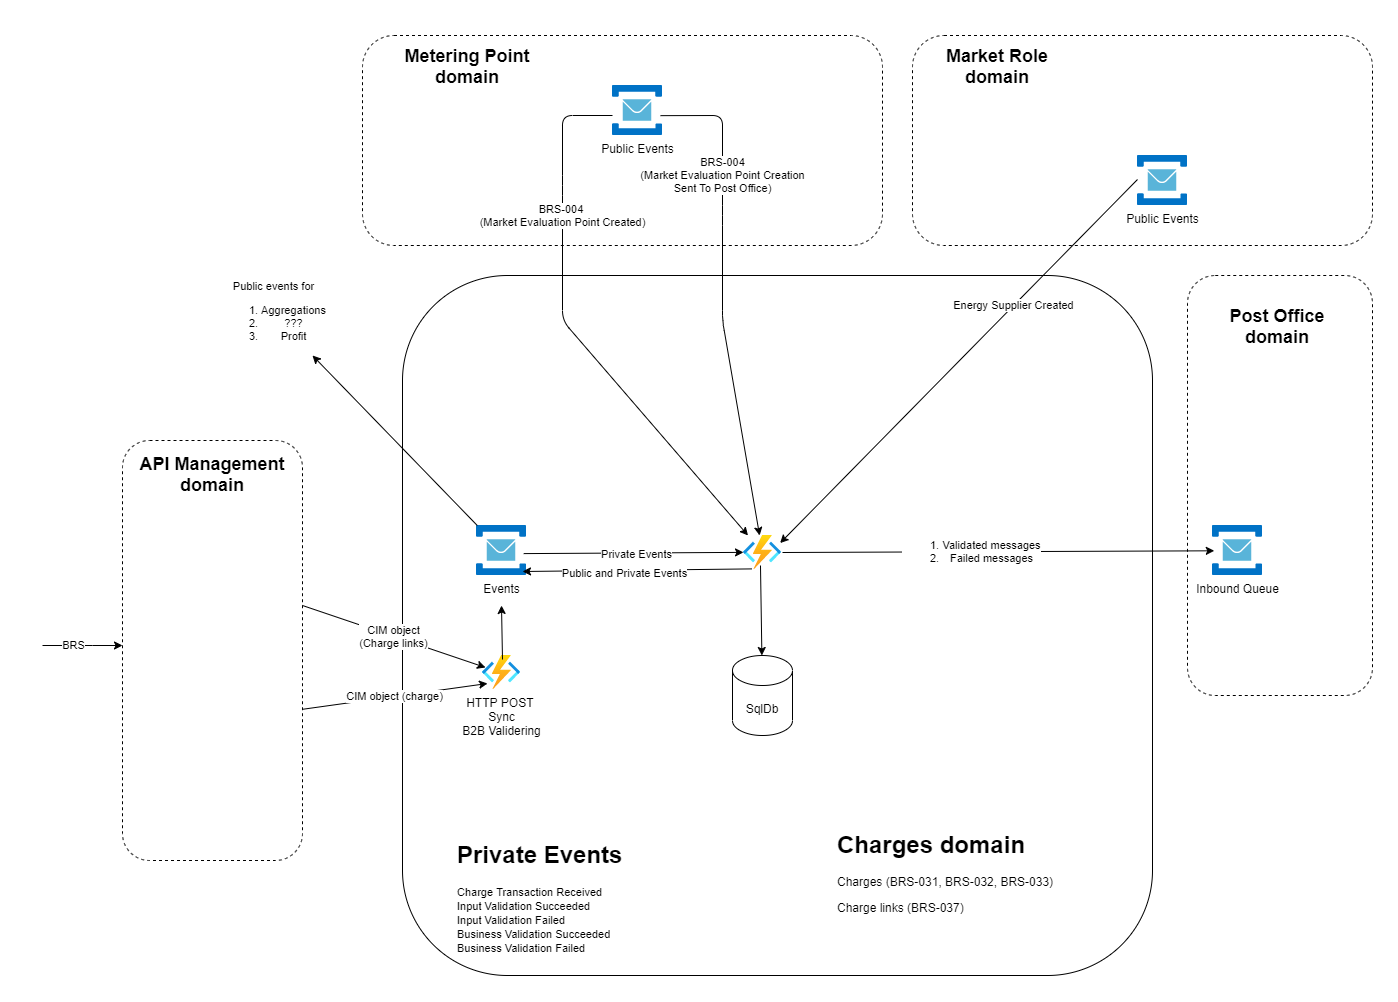 Metering Point
domain
Public Events
BRS-004
(Market Evaluation Point Creation
Sent To Post Office)
BRS-004
(Market Evaluation Point Created)
Market Role
domain
Public Events
Energy Supplier Created
Public events for
1. Aggregations
2. ???
3. Profit
Post Office
domain
API Management
domain
Events
Private Events
Public and Private Events
1. Validated messages
2. Failed messages
Inbound Queue
BRS
CIM object
(Charge links)
CIM object (charge)
HTTP POST
Sync
B2B Validering
SqlDb
Private Events
Charge Transaction Received
Input Validation Succeeded
Input Validation Failed
Business Validation Succeeded
Business Validation Failed
Charges domain
Charges (BRS-031, BRS-032, BRS-033)
Charge links (BRS-037)